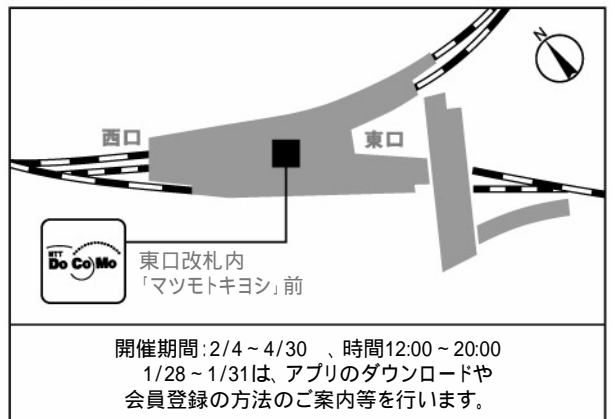 N
西口
東口
NTT
DoCoMo
東口改札内
「マツモトキヨシ」前
開催期間:2/4~4/30 、時間12:00~20:00
1/28~1/31は、アプリのダウンロードや
会員登録の方法のご案内等を行います。